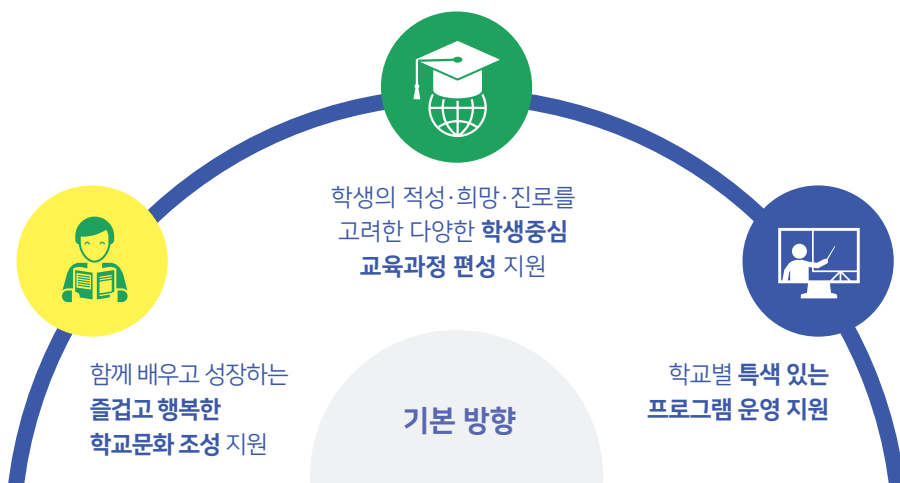 학생의 적성·희망·진로를
고려한 다양한 학생중심
교육과정 편성 지원
함께 배우고 성장하는
즐겁고 행복한
학교문화 조성 지원
기본 방향
학교별 특색 있는
프로그램 운영 지원